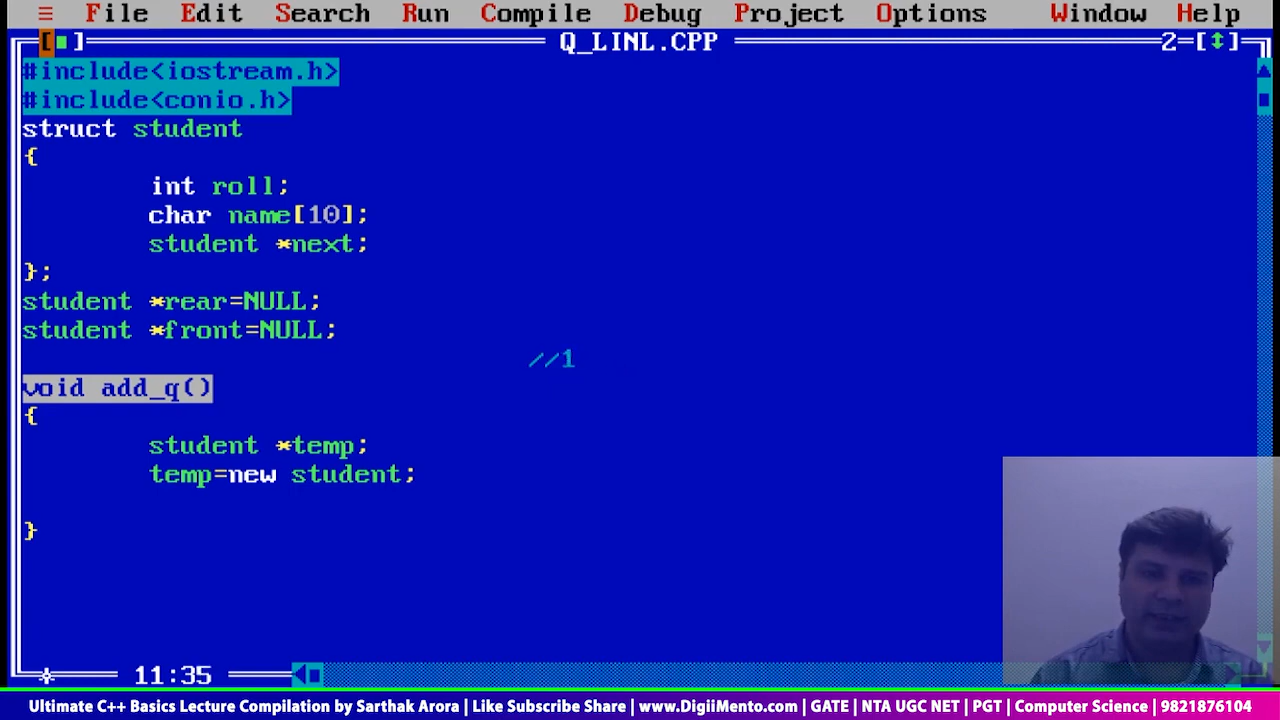 ≡ File Edit Search Run Compile Debug Project Options Window Help
[■] Q_LINL.CPP 2=[↕]
#include<iostream.h>
#include<conio.h>
struct student
{
int roll;
char name[10];
student *next;
};
student *rear=NULL;
student *front=NULL;
//1
void add_q()
{
student *temp;
temp=new student;
}
11:35
Ultimate C++ Basics Lecture Compilation by Sarthak Arora | Like Subscribe Share | www.DigiiMento.com | GATE | NTA UGC NET | PGT | Computer Science | 9821876104